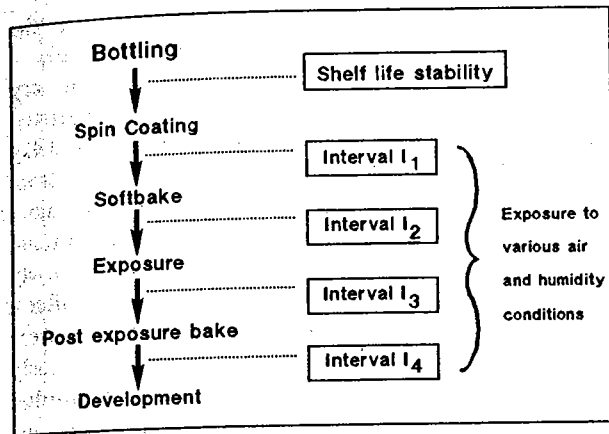 Bottling
Shelf life stability
Spin Coating
Interval I₁
Softbake
Interval I₂
Exposure
Interval I₃
Post exposure bake
Interval I₄
Development
Exposure to
various air
and humidity
conditions